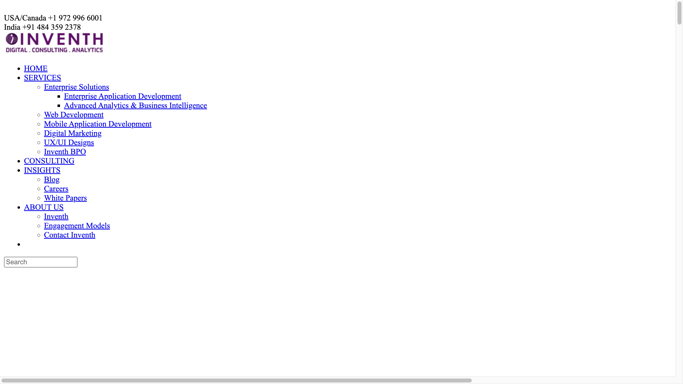 USA/Canada +1 972 996 6001
India +91 484 359 2378
INVENTH
DIGITAL . CONSULTING . ANALYTICS
HOME
SERVICES
Enterprise Solutions
Enterprise Application Development
Advanced Analytics & Business Intelligence
Web Development
Mobile Application Development
Digital Marketing
UX/UI Designs
Inventh BPO
CONSULTING
INSIGHTS
Blog
Careers
White Papers
ABOUT US
Inventh
Engagement Models
Contact Inventh
Search